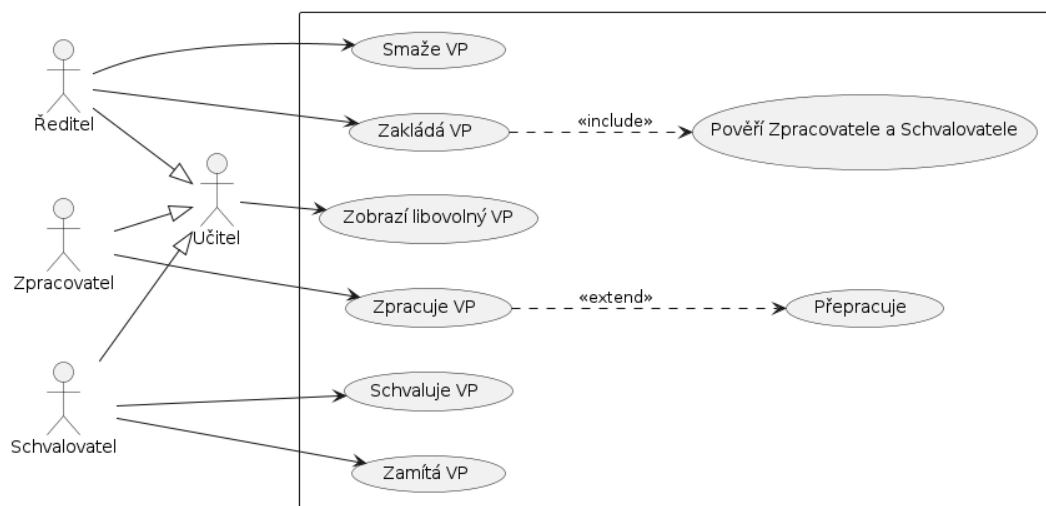 Smaže VP
Ředitel
Zakládá VP
«include»
Pověří Zpracovatele a Schvalovatele
Učitel
Zobrazí libovolný VP
Zpracovatel
Zpracuje VP
«extend»
Přepracuje
Schvalovatel
Schvaluje VP
Zamítá VP